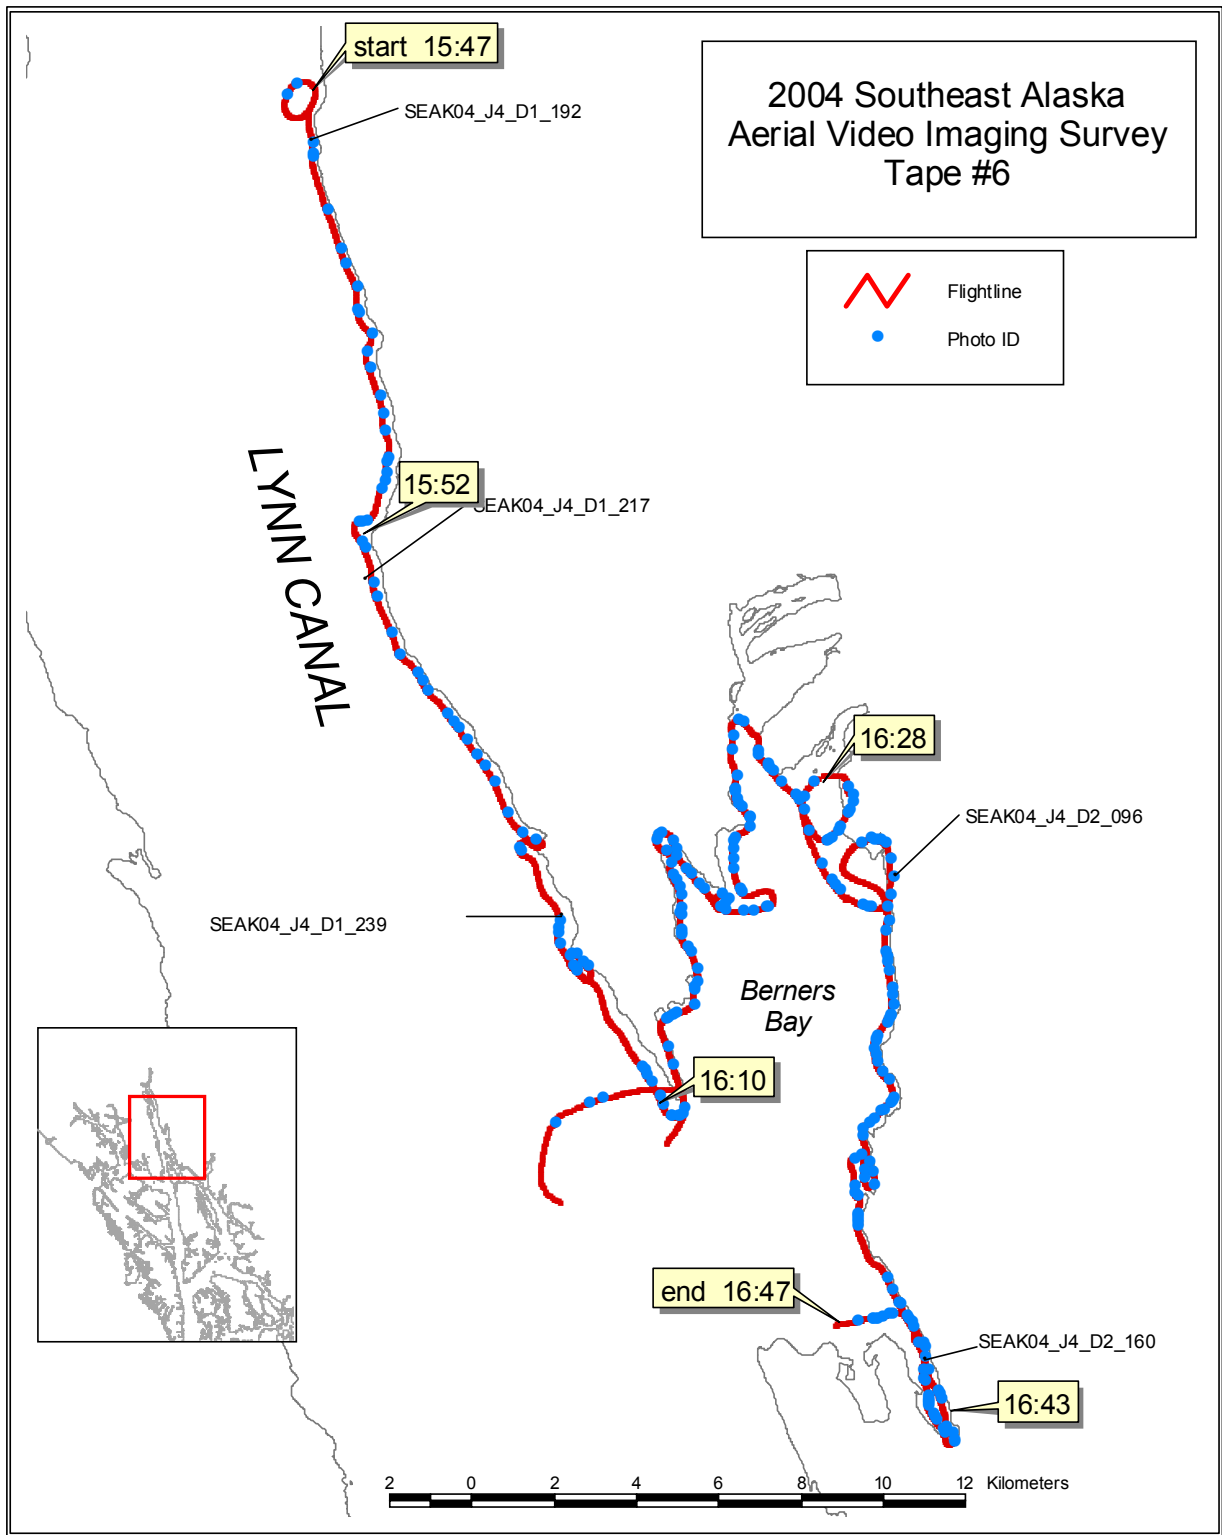 start 15:47
2004 Southeast Alaska
Aerial Video Imaging Survey
Tape #6
SEAK04_J4_D1_192
Flightline
Photo ID
LYNN CANAL
15:52
SEAK04_J4_D1_217
16:28
SEAK04_J4_D2_096
SEAK04_J4_D1_239
Berners
Bay
16:10
end 16:47
SEAK04_J4_D2_160
16:43
2 0 2 4 6 8 10 12 Kilometers